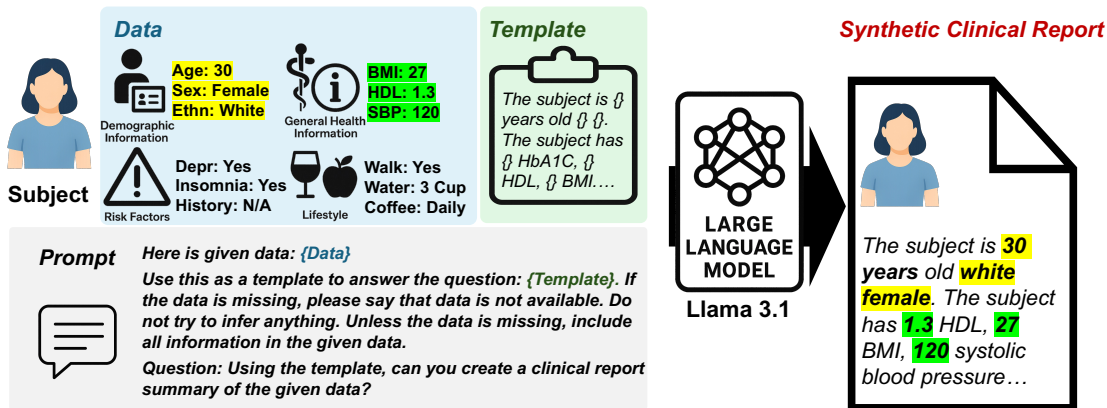 Data
Template
Synthetic Clinical Report
Age: 30
Sex: Female
Ethn: White
Demographic
Information
BMI: 27
HDL: 1.3
SBP: 120
General Health
Information
Subject
Depr: Yes
Insomnia: Yes
History: N/A
Risk Factors
Walk: Yes
Water: 3 Cup
Coffee: Daily
Lifestyle
The subject is {}
years old {} {}.
The subject has
{} HbA1C, {}
HDL, {} BMI....
Prompt
Here is given data: {Data}
Use this as a template to answer the question: {Template}. If
the data is missing, please say that data is not available. Do
not try to infer anything. Unless the data is missing, include
all information in the given data.
Question: Using the template, can you create a clinical report
summary of the given data?
LARGE
LANGUAGE
MODEL
Llama 3.1
The subject is 30
years old white
female. The subject
has 1.3 HDL, 27
BMI, 120 systolic
blood pressure...